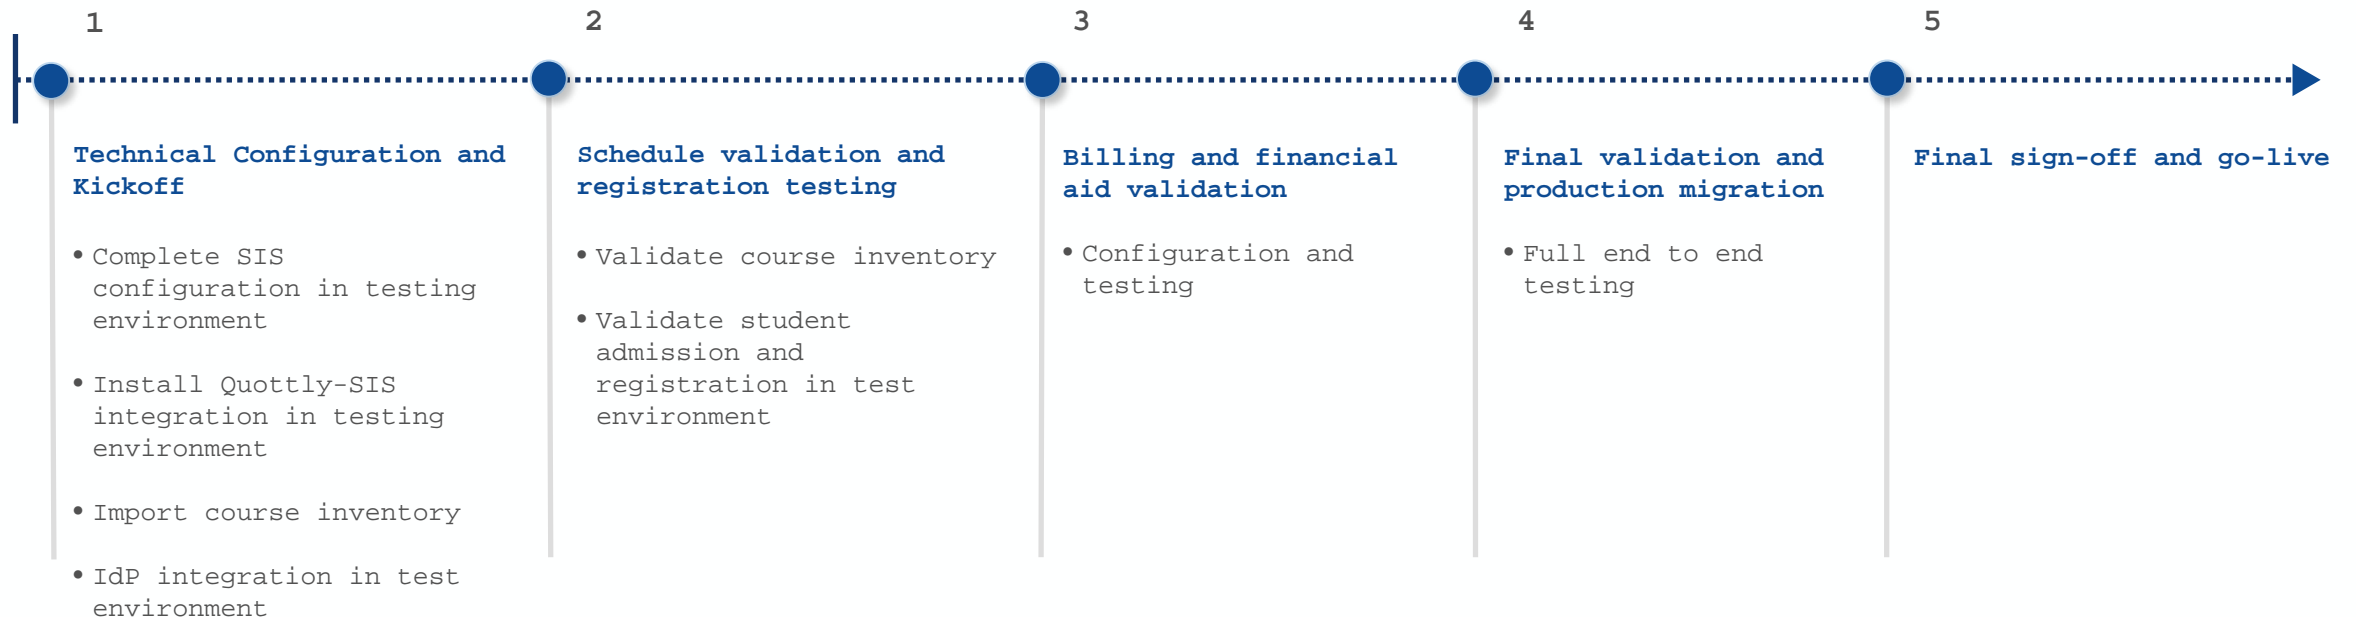 1
2
3
4
5
Technical Configuration and
Kickoff
• Complete SIS
configuration in testing
environment
• Install Quottly-SIS
integration in testing
environment
• Import course inventory
• IdP integration in test
environment
Schedule validation and
registration testing
• Validate course inventory
• Validate student
admission and
registration in test
environment
Billing and financial
aid validation
• Configuration and
testing
Final validation and
production migration
• Full end to end
testing
Final sign-off and go-live